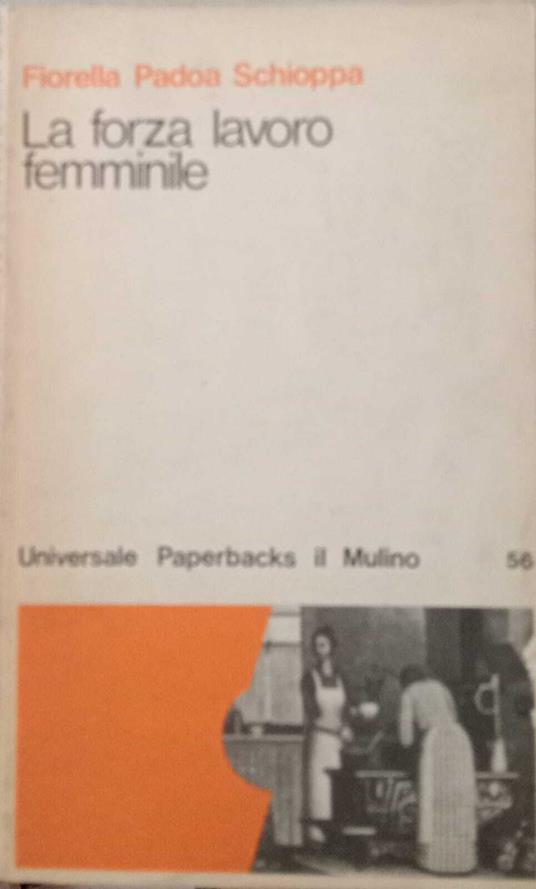 Fiorella Padoa Schioppa
La forza lavoro
femminile
Universale Paperbacks il Mulino 56